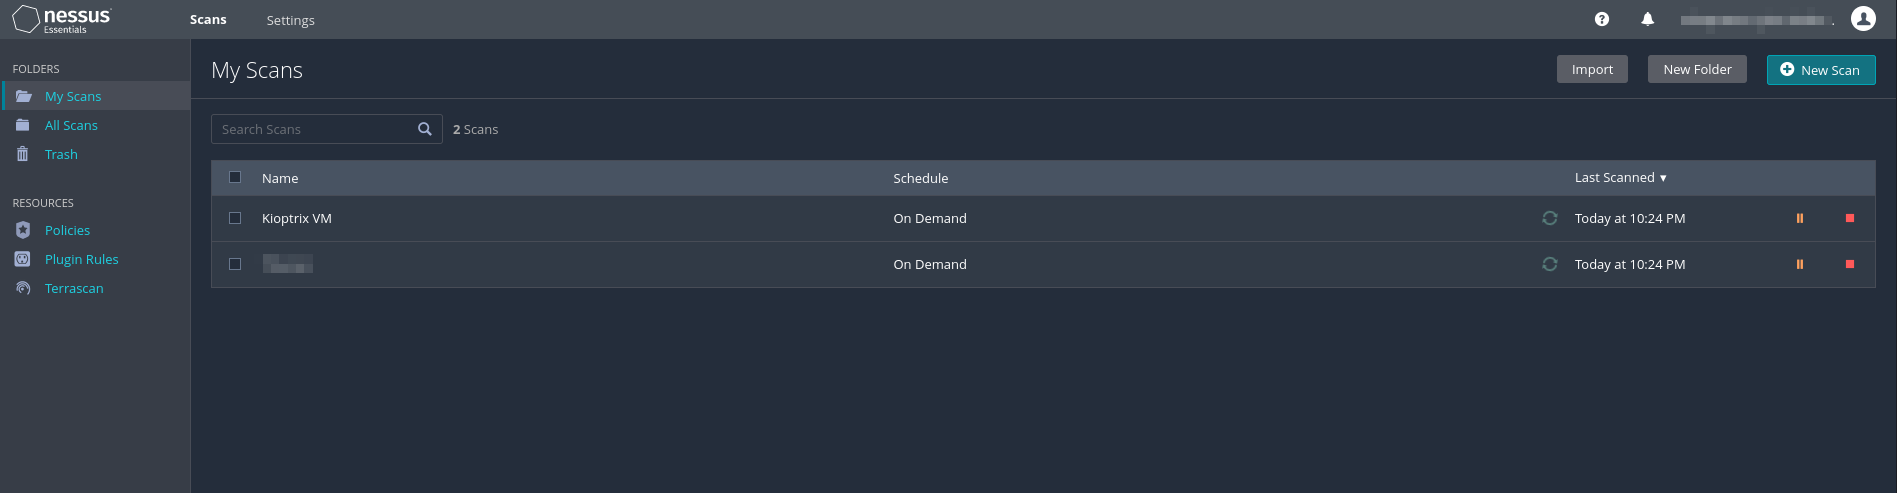 nessus
Essentials
Scans
Settings
FOLDERS
My Scans
All Scans
Trash
RESOURCES
Policies
Plugin Rules
Terrascan
My Scans
Import
New Folder
New Scan
Search Scans
2 Scans
Name
Schedule
Last Scanned ▼
Kioptrix VM
On Demand
Today at 10:24 PM
On Demand
Today at 10:24 PM